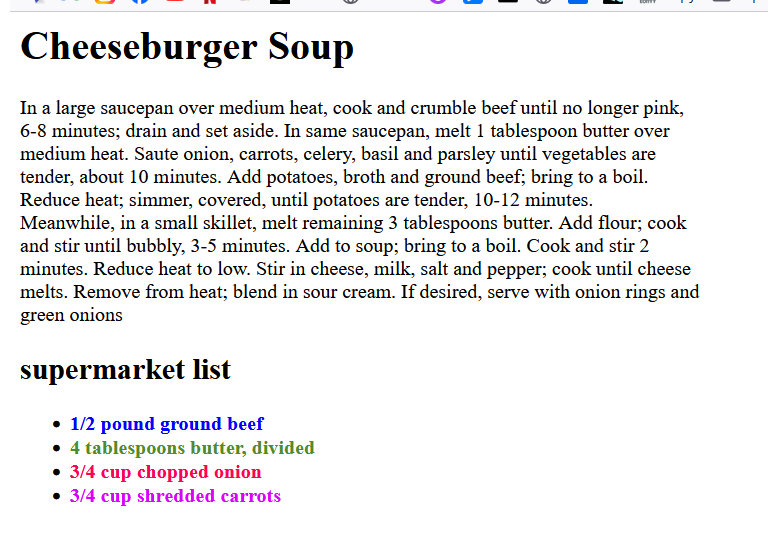 Cheeseburger Soup
In a large saucepan over medium heat, cook and crumble beef until no longer pink,
6-8 minutes; drain and set aside. In same saucepan, melt 1 tablespoon butter over
medium heat. Saute onion, carrots, celery, basil and parsley until vegetables are
tender, about 10 minutes. Add potatoes, broth and ground beef; bring to a boil.
Reduce heat; simmer, covered, until potatoes are tender, 10-12 minutes.
Meanwhile, in a small skillet, melt remaining 3 tablespoons butter. Add flour; cook
and stir until bubbly, 3-5 minutes. Add to soup; bring to a boil. Cook and stir 2
minutes. Reduce heat to low. Stir in cheese, milk, salt and pepper; cook until cheese
melts. Remove from heat; blend in sour cream. If desired, serve with onion rings and
green onions
supermarket list
• 1/2 pound ground beef
• 4 tablespoons butter, divided
• 3/4 cup chopped onion
• 3/4 cup shredded carrots